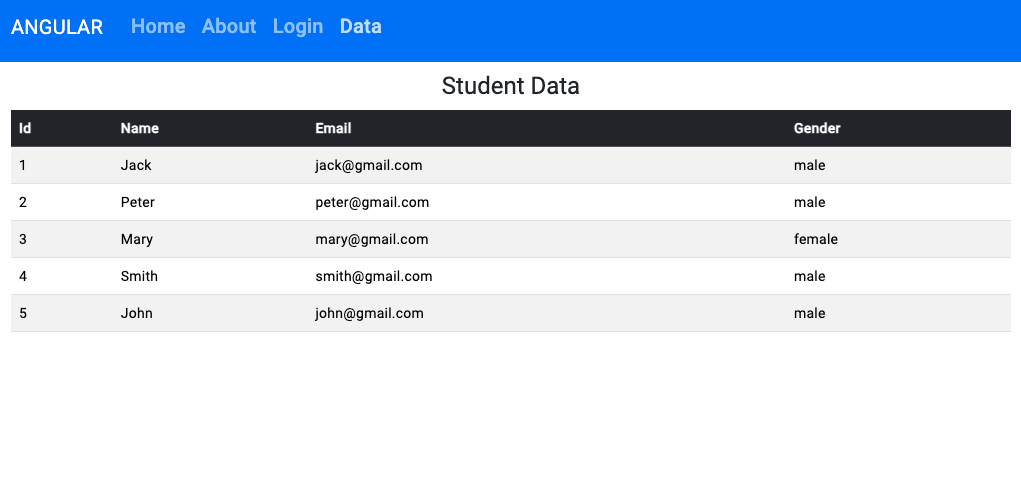 ANGULAR Home About Login Data
Student Data
Id Name Email Gender
1 Jack jack@gmail.com male
2 Peter peter@gmail.com male
3 Mary mary@gmail.com female
4 Smith smith@gmail.com male
5 John john@gmail.com male